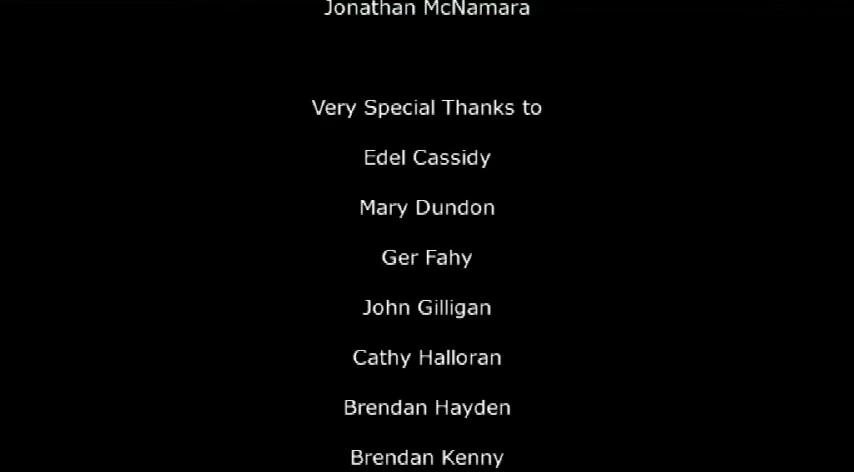 Jonathan McNamara
Very Special Thanks to
Edel Cassidy
Mary Dundon
Ger Fahy
John Gilligan
Cathy Halloran
Brendan Hayden
Brendan Kenny